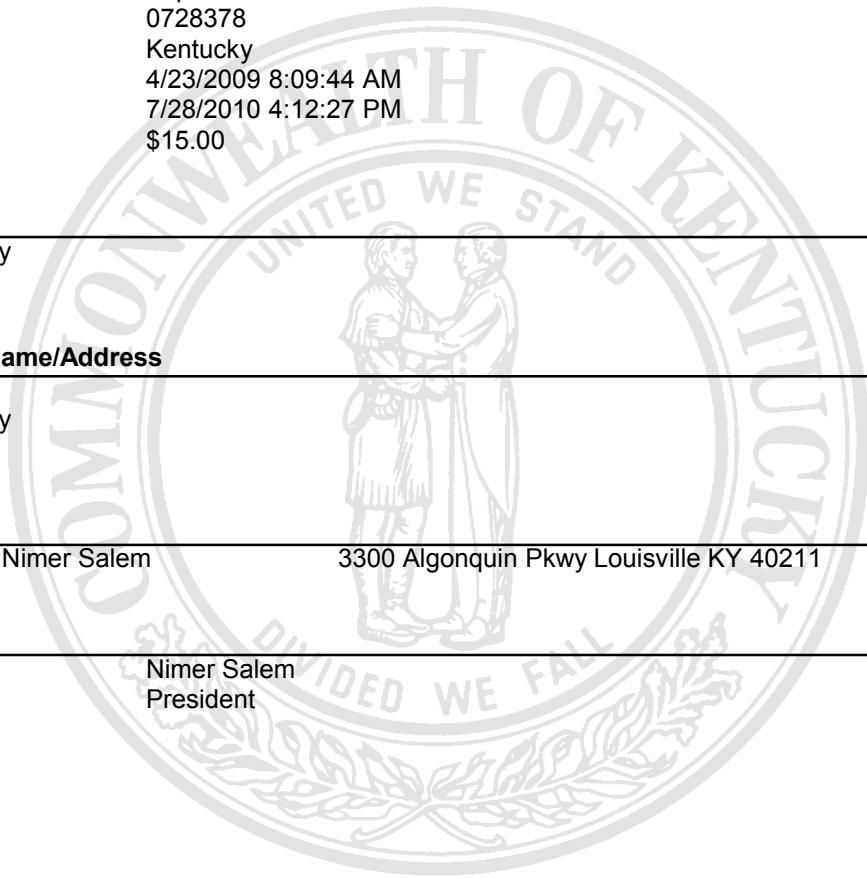 0728378
Kentucky
4/23/2009 8:09:44 AM
7/28/2010 4:12:27 PM
$15.00
COMMONWEALTH OF KENTUCKY
UNITED WE STAND
y
ame/Address
y
Nimer Salem 3300 Algonquin Pkwy Louisville KY 40211
Nimer Salem
President
DIVIDED WE FALL